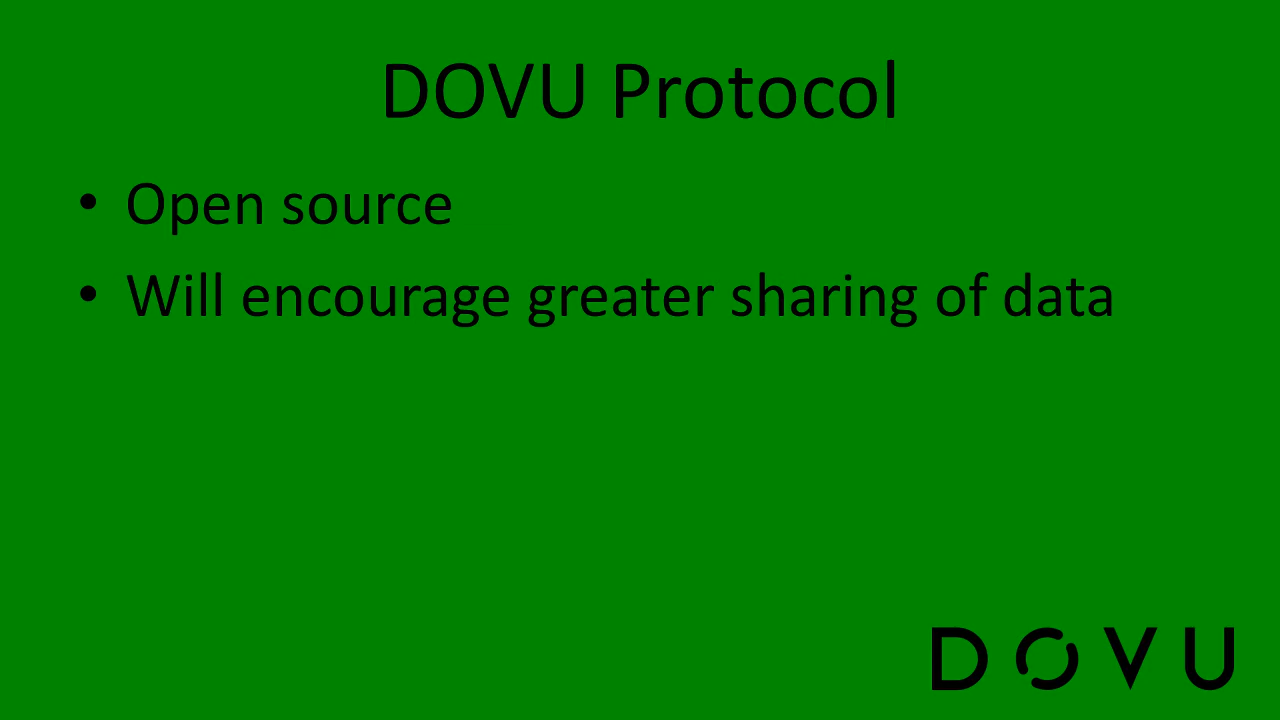 DOVU Protocol
• Open source
• Will encourage greater sharing of data
DOVU